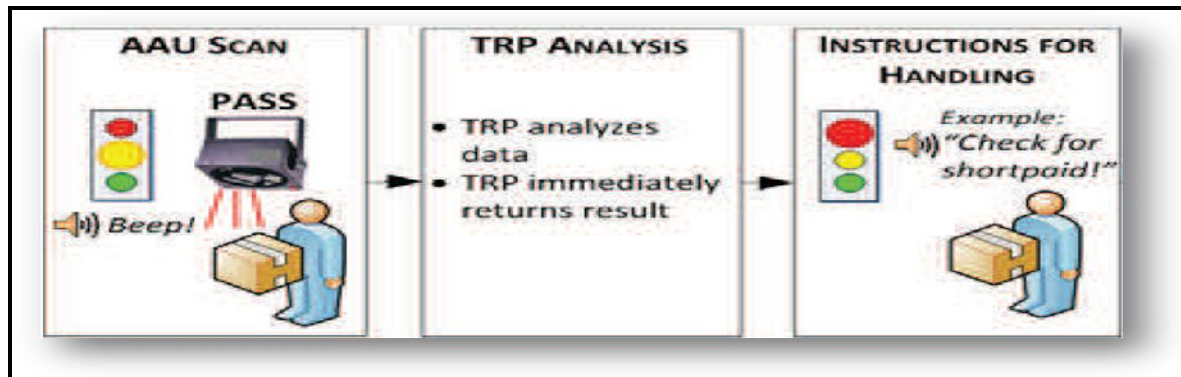 AAU SCAN
PASS
Beep!
TRP ANALYSIS
• TRP analyzes
data
• TRP immediately
returns result
INSTRUCTIONS FOR
HANDLING
Example:
"Check for
shortpaid!"